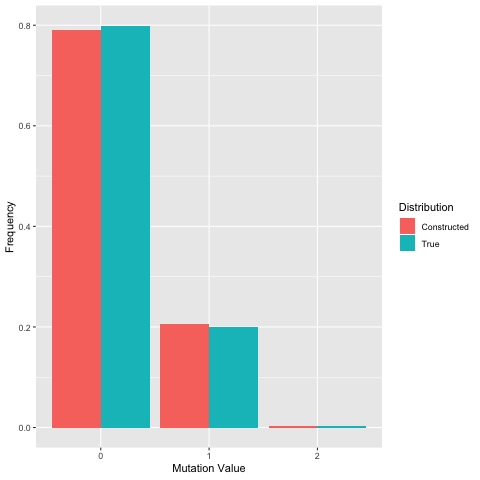 0.8
0.6
0.4
0.2
0.0
Frequency
0 1 2
Mutation Value
Distribution
Constructed
True